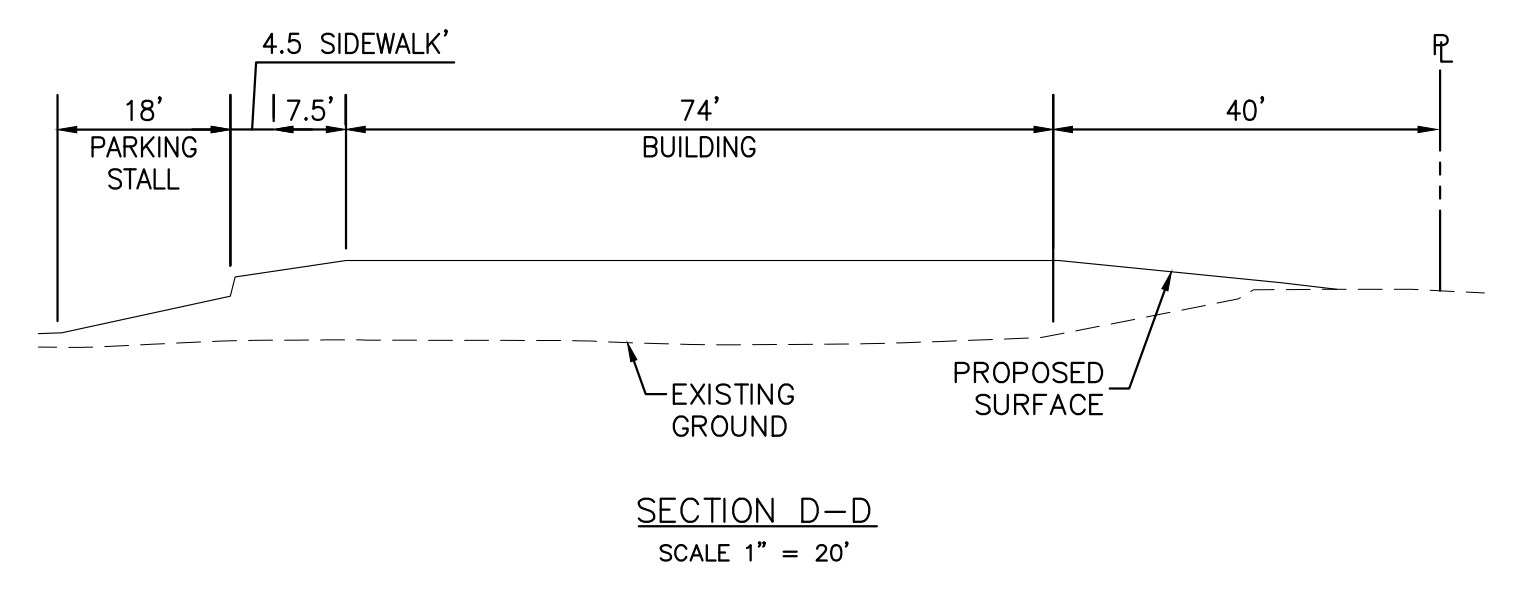 4.5 SIDEWALK'
PL
18'
7.5'
74'
40'
PARKING
STALL
BUILDING
PROPOSED
SURFACE
EXISTING
GROUND
SECTION D-D
SCALE 1" = 20'